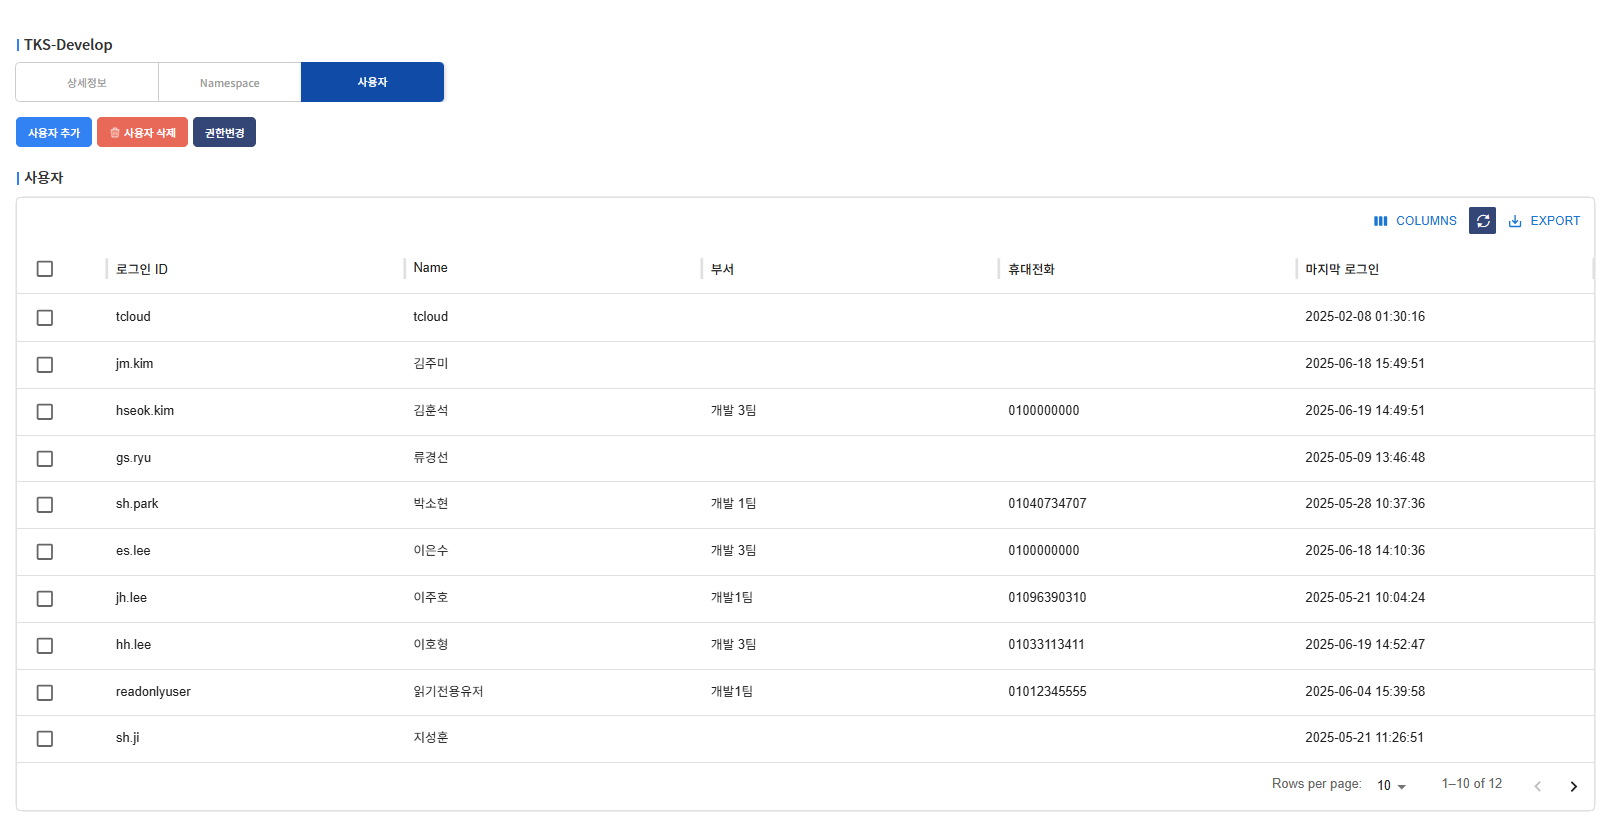 TKS-Develop
상세정보 Namespace 사용자
사용자 추가 사용자 삭제 권한변경
사용자
COLUMNS EXPORT
로그인 ID Name 부서 휴대전화 마지막 로그인
tcloud tcloud 2025-02-08 01:30:16
jm.kim 김주미 2025-06-18 15:49:51
hseok.kim 김훈석 개발 3팀 0100000000 2025-06-19 14:49:51
gs.ryu 류경선 2025-05-09 13:46:48
sh.park 박소현 개발 1팀 01040734707 2025-05-28 10:37:36
es.lee 이은수 개발 3팀 0100000000 2025-06-18 14:10:36
jh.lee 이주호 개발1팀 01096390310 2025-05-21 10:04:24
hh.lee 이호형 개발 3팀 01033113411 2025-06-19 14:52:47
readonlyuser 읽기전용유저 개발1팀 01012345555 2025-06-04 15:39:58
sh.ji 지성훈 2025-05-21 11:26:51
Rows per page: 10 1–10 of 12